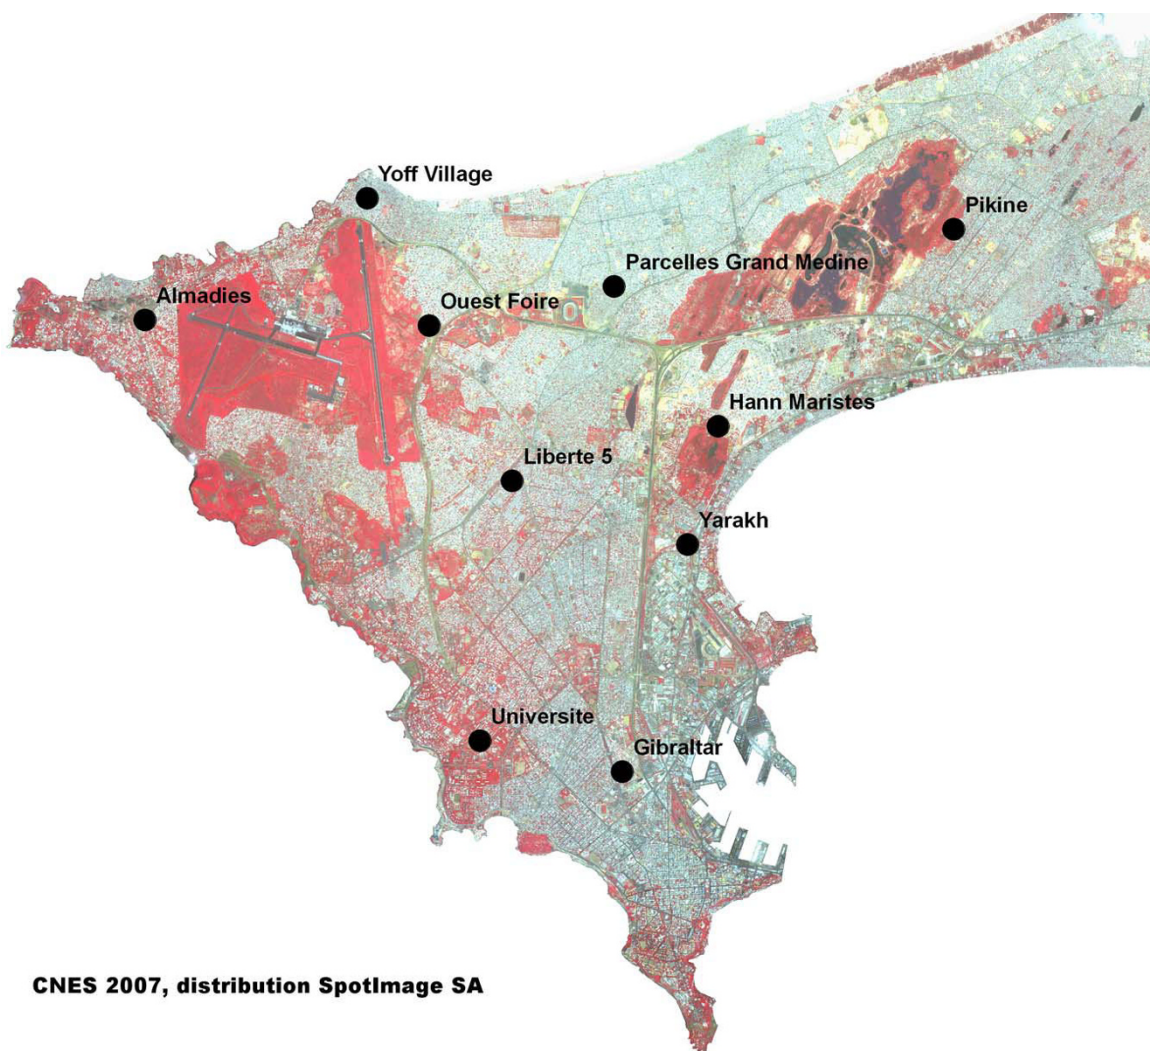 Yoff Village
Pikine
Parcelles Grand Medine
Almadies
Ouest Foire
Hann Maristes
Liberte 5
Yarakh
Universite
Gibraltar
CNES 2007, distribution SpotImage SA